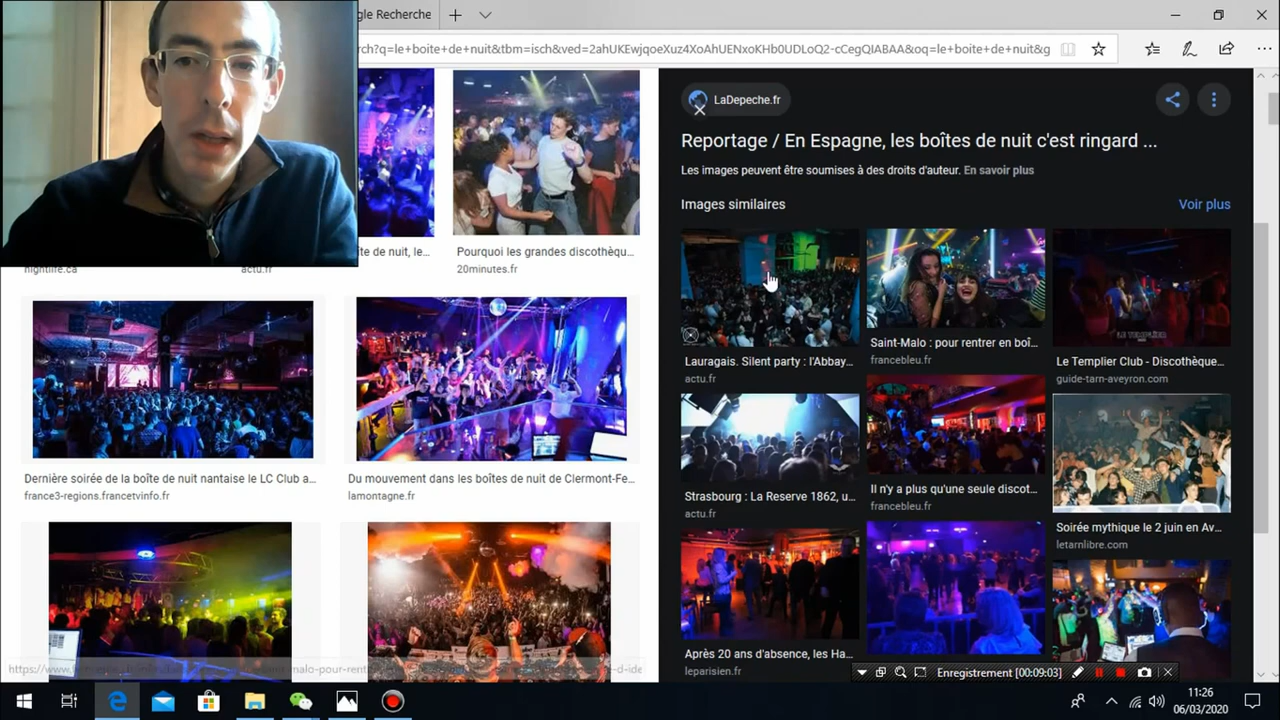 gle Recherche
rch?q=le+boite+de+nuit&tbm=isch&ved=2ahUKEwjqoeXuz4XoAhUENxoKHb0UDLoQ2-cCegQIABAA&oq=le+boite+de+nuit&g
LaDepeche.fr
Reportage / En Espagne, les boîtes de nuit c'est ringard ...
Les images peuvent être soumises à des droits d'auteur. En savoir plus
Images similaires
Voir plus
nightlife.ca
actu.fr
îte de nuit, le...
Pourquoi les grandes discothèqu...
20minutes.fr
Dernière soirée de la boîte de nuit nantaise le LC Club a...
france3-regions.francetvinfo.fr
Du mouvement dans les boîtes de nuit de Clermont-Fe...
lamontagne.fr
Lauragais. Silent party : l'Abbay...
actu.fr
Saint-Malo : pour rentrer en boî...
francebleu.fr
LE TEMPLIER
Le Templier Club - Discothèque...
guide-tarn-aveyron.com
Strasbourg : La Reserve 1862, u...
actu.fr
Il n'y a plus qu'une seule discot...
francebleu.fr
Soirée mythique le 2 juin en Av...
letarnlibre.com
Après 20 ans d'absence, les Ha...
leparisien.fr
Enregistrement [00:09:03]
11:26
06/03/2020